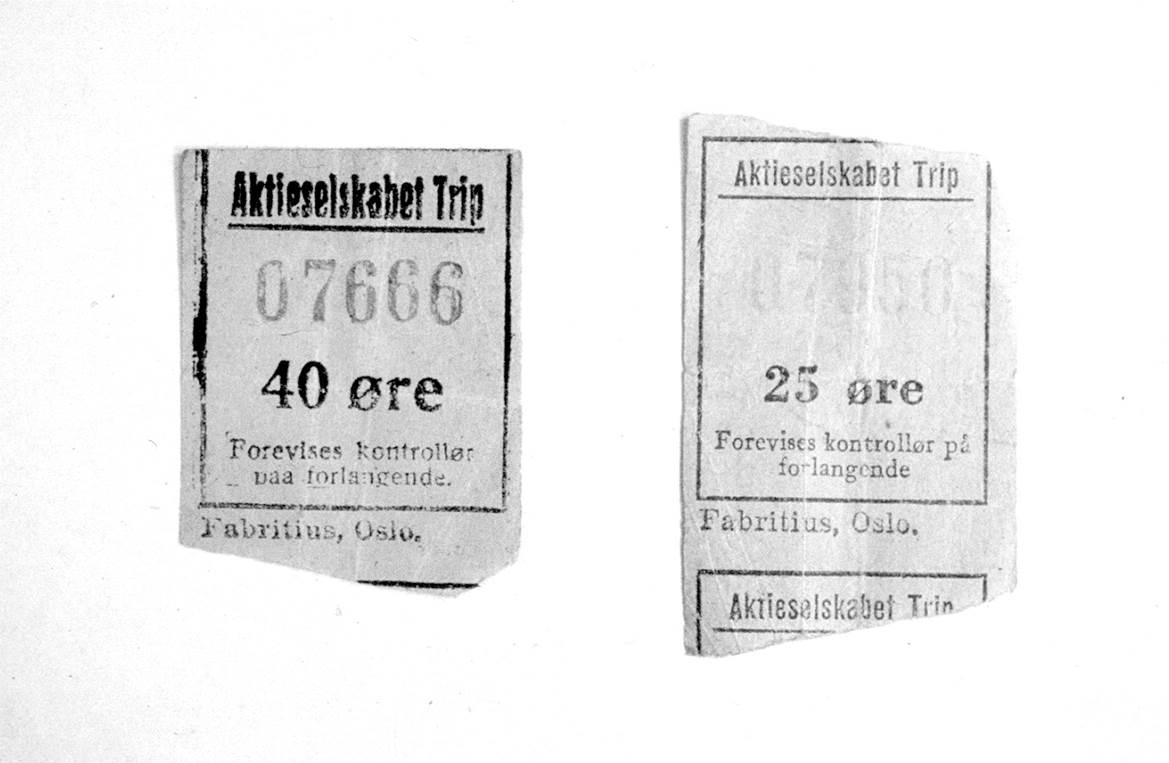 Aktieselskabet Trip
07666
40 øre
Forevises kontrollør
paa forlangende.
Fabritius, Oslo.
Aktieselskabet Trip
25 øre
Forevises kontrollør på
forlangende
Fabritius, Oslo.
Aktieselskabet Trip